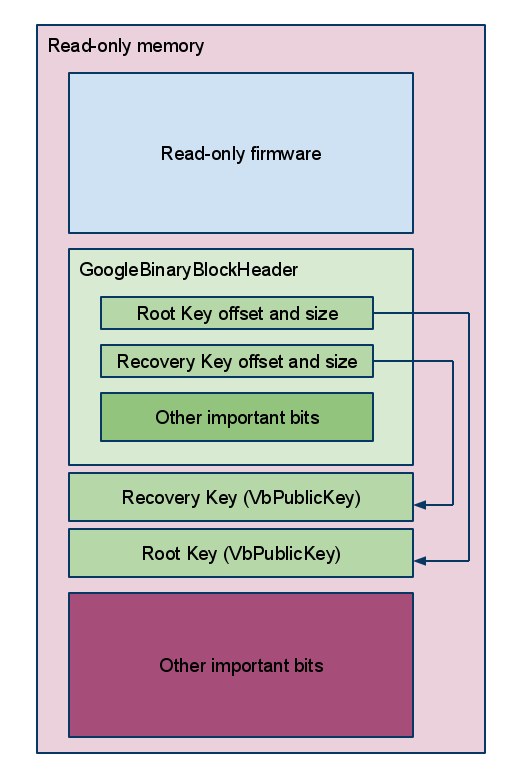 Read-only memory
Read-only firmware
GoogleBinaryBlockHeader
Root Key offset and size
Recovery Key offset and size
Other important bits
Recovery Key (VbPublicKey)
Root Key (VbPublicKey)
Other important bits